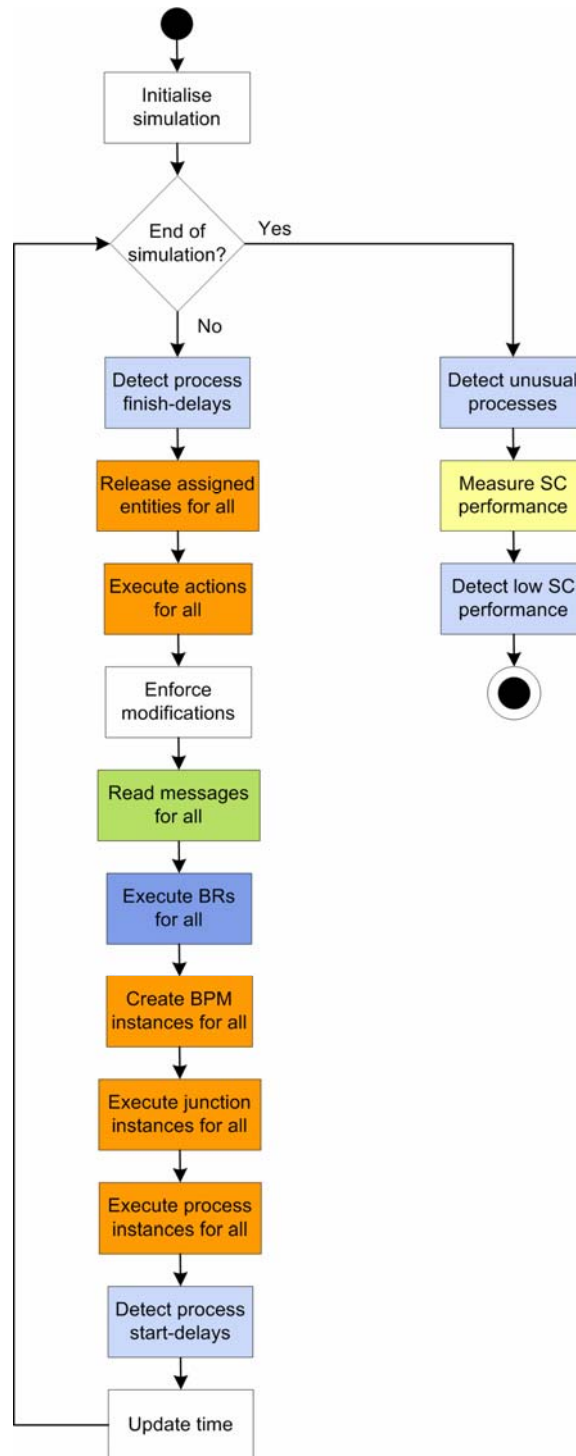 Initialise
simulation
End of
simulation?
Yes
No
Detect process
finish-delays
Release assigned
entities for all
Execute actions
for all
Enforce
modifications
Read messages
for all
Execute BRs
for all
Create BPM
instances for all
Execute junction
instances for all
Execute process
instances for all
Detect process
start-delays
Update time
Detect unusual
processes
Measure SC
performance
Detect low SC
performance